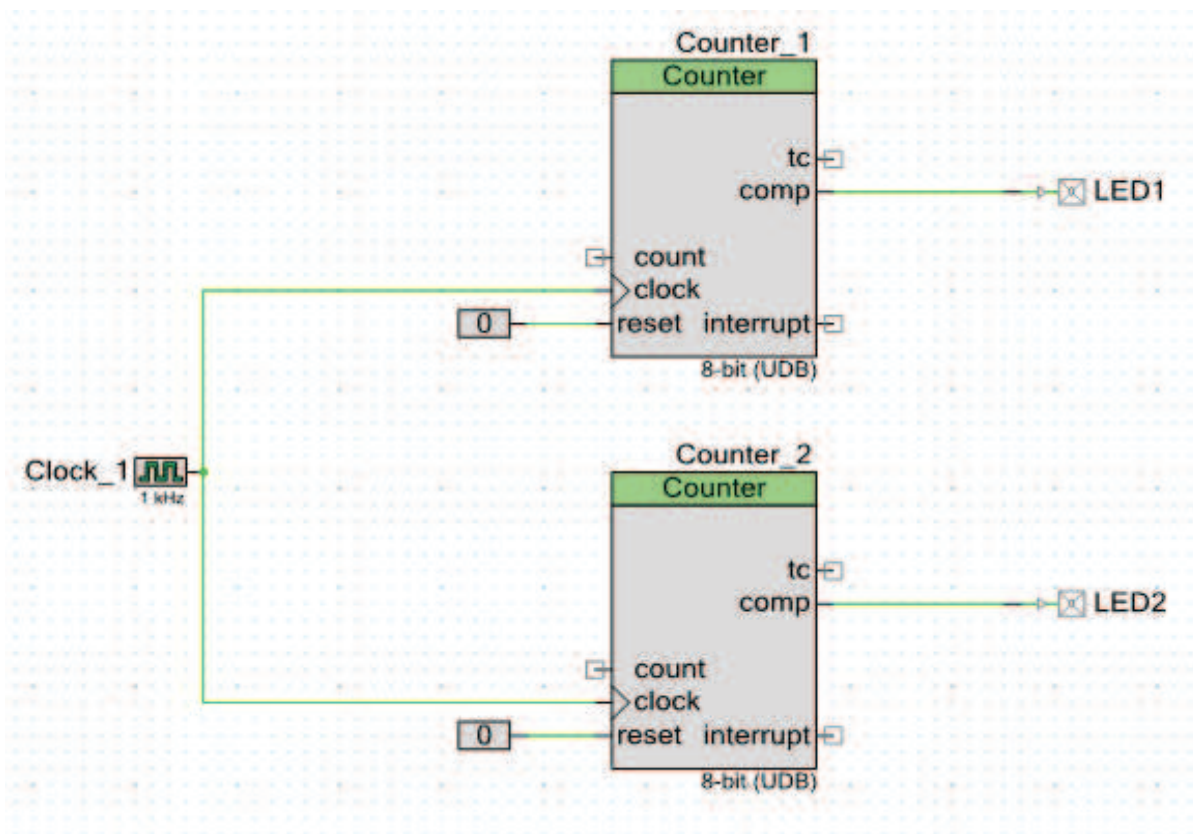 Counter_1
Counter
tc
comp
LED1
count
clock
0
reset
interrupt
8-bit (UDB)
Clock_1
1 kHz
Counter_2
Counter
tc
comp
LED2
count
clock
0
reset
interrupt
8-bit (UDB)